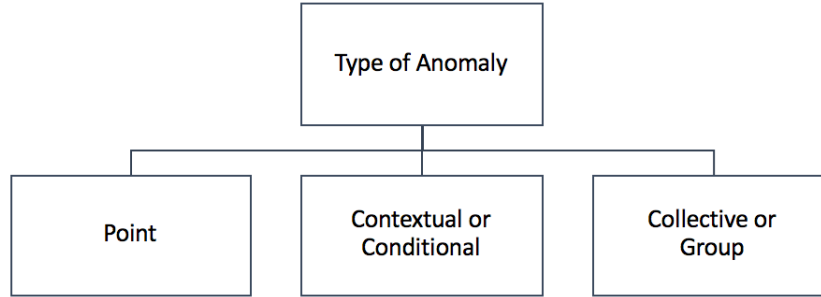 Type of Anomaly
Point
Contextual or
Conditional
Collective or
Group